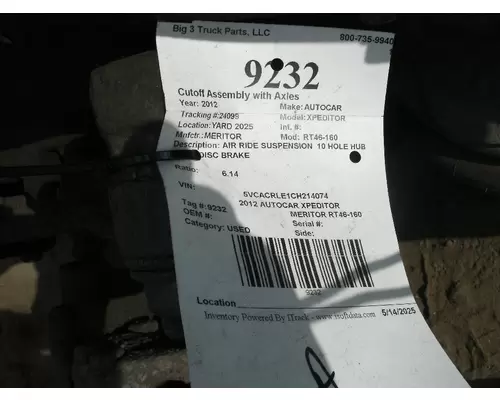 Big 3 Truck Parts, LLC 800-735-9940
9232
Cutoff Assembly with Axles
Year: 2012 Make: AUTOCAR
Tracking #:24099 Model: XPEDITOR
Location: YARD 2025 Int. #:
Mnfctr.: MERITOR Mod: RT46-160
Description: AIR RIDE SUSPENSION 10 HOLE HUB
DISC BRAKE
Ratio: 6.14
VIN: 5VCACRLE1CH214074
Tag #: 9232 2012 AUTOCAR XPEDITOR
OEM #: MERITOR RT46-160
Category: USED Serial #:
Side:
9232
Location
Inventory Powered By ITrack - www.isoftdata.com 5/14/2025